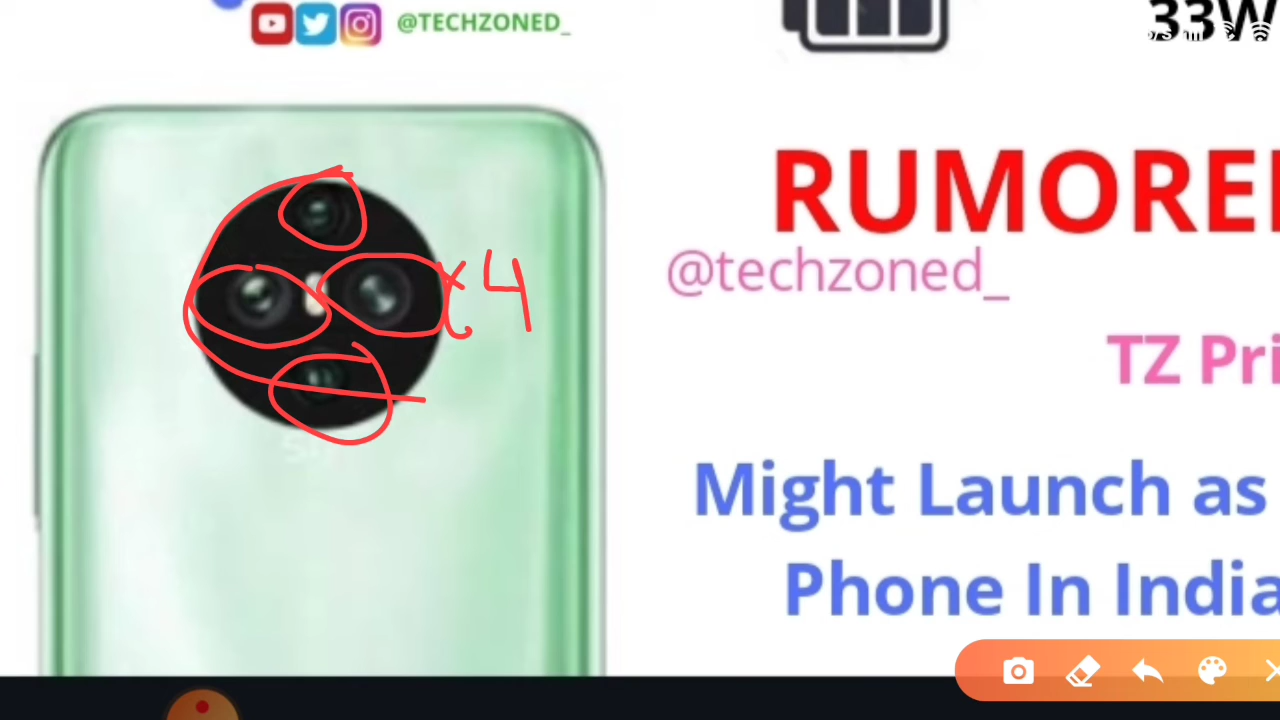 @TECHZONED_
33W
RUMORE
@techzoned_
x4
TZ Pri
Might Launch as
Phone In India